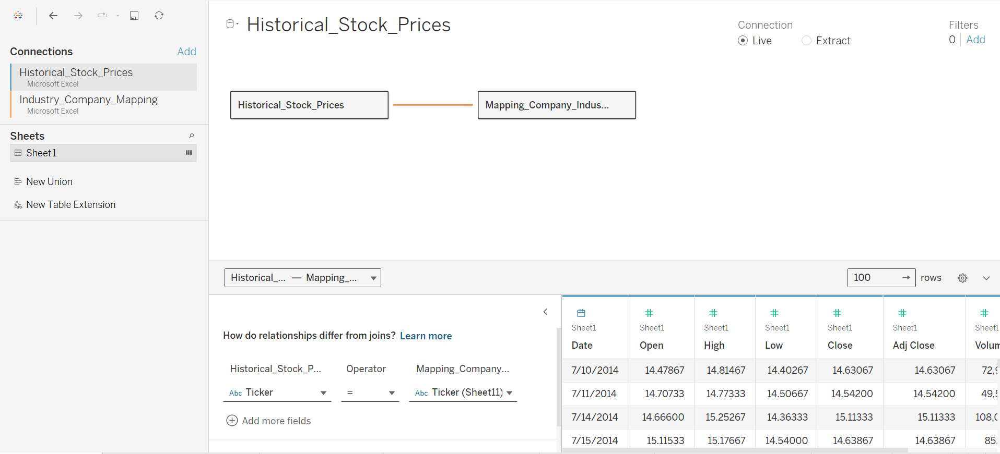 Historical_Stock_Prices
Connection
Live
Extract
Filters
0
Add
Connections
Add
Historical_Stock_Prices
Microsoft Excel
Industry_Company_Mapping
Microsoft Excel
Sheets
Sheet1
New Union
New Table Extension
Historical_Stock_Prices
Mapping_Company_Indus...
Historical_... — Mapping_...
100
rows
How do relationships differ from joins? Learn more
Historical_Stock_P... Operator Mapping_Company...
Abc Ticker = Abc Ticker (Sheet11)
Add more fields
Sheet1 Sheet1 Sheet1 Sheet1 Sheet1 Sheet1 Sheet1
Date Open High Low Close Adj Close Volum
7/10/2014 14.47867 14.81467 14.40267 14.63067 14.63067 72,9
7/11/2014 14.70733 14.77333 14.50667 14.54200 14.54200 49,5
7/14/2014 14.66600 15.25267 14.36333 15.11333 15.11333 108,0
7/15/2014 15.11533 15.17667 14.54000 14.63867 14.63867 85.